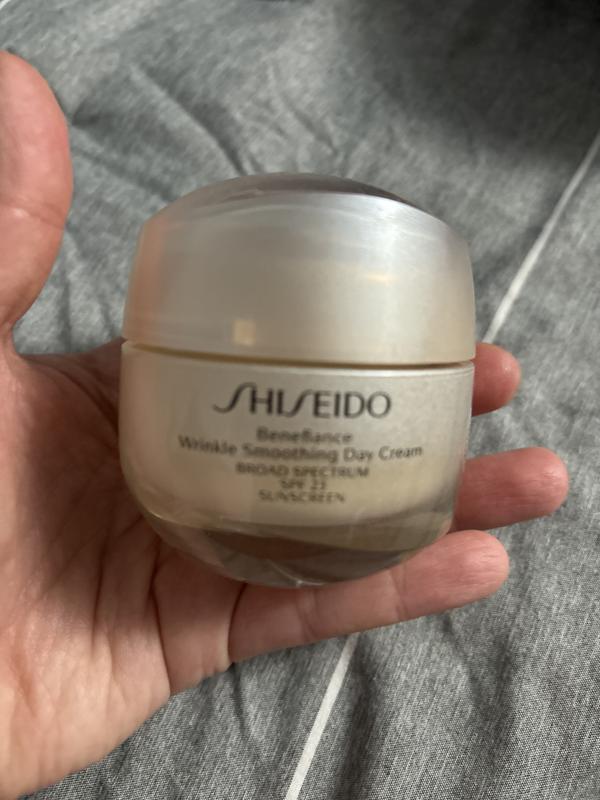 SHISEIDO
Benefiance
Wrinkle Smoothing Day Cream
BROAD SPECTRUM
SPF 23
SUNSCREEN